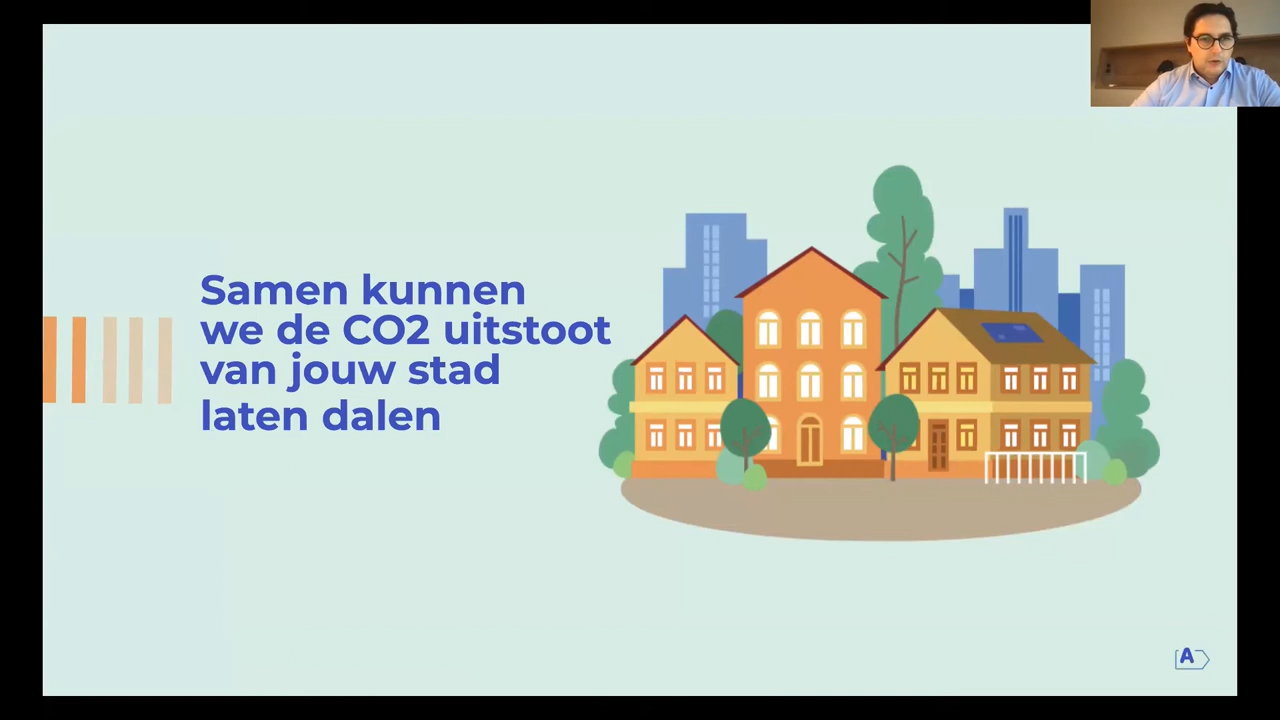 Samen kunnen
we de CO2 uitstoot
van jouw stad
laten dalen
A